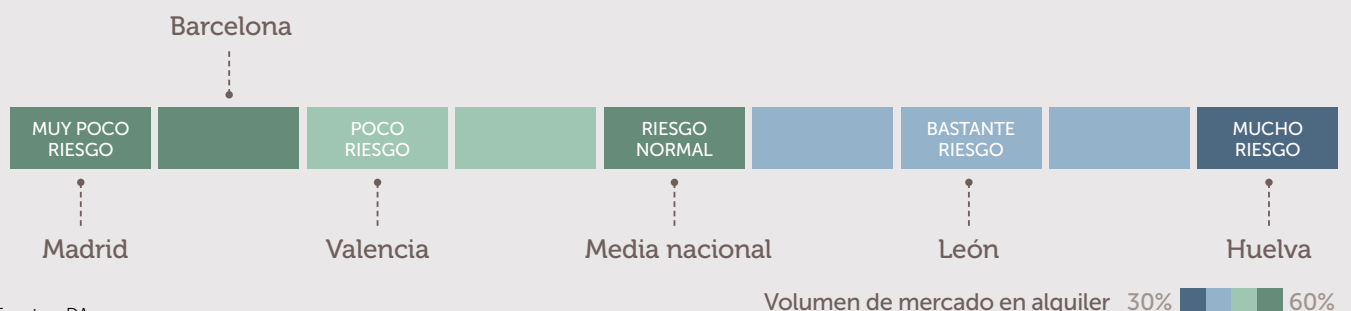 Barcelona
MUY POCO
RIESGO
POCO
RIESGO
RIESGO
NORMAL
BASTANTE
RIESGO
MUCHO
RIESGO
Madrid
Valencia
Media nacional
León
Huelva
Volumen de mercado en alquiler 30% 60%